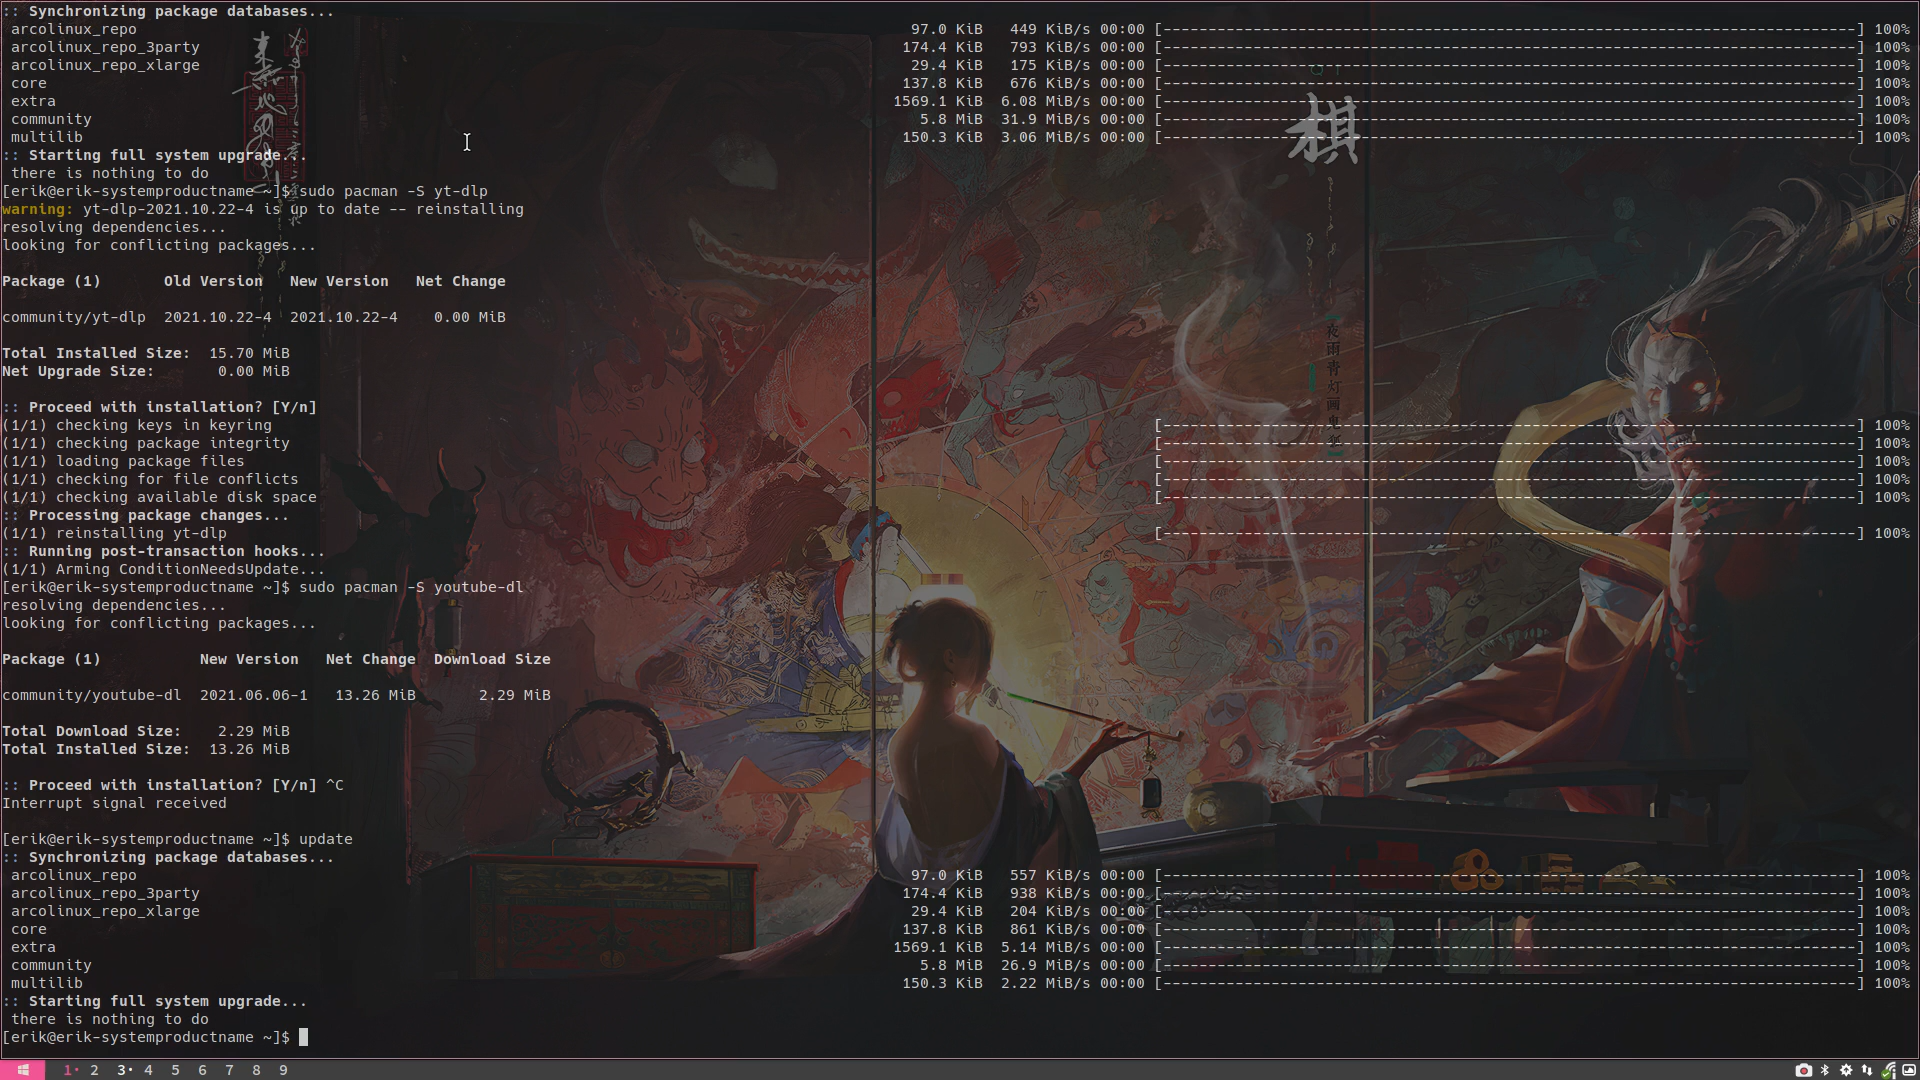 :: Synchronizing package databases...
 arcolinux_repo 97.0 KiB 449 KiB/s 00:00 [------------------------------------------------------------------------------] 100%
 arcolinux_repo_3party 174.4 KiB 793 KiB/s 00:00 [------------------------------------------------------------------------------] 100%
 arcolinux_repo_xlarge 29.4 KiB 175 KiB/s 00:00 [------------------------------------------------------------------------------] 100%
 core 137.8 KiB 676 KiB/s 00:00 [------------------------------------------------------------------------------] 100%
 extra 1569.1 KiB 6.08 MiB/s 00:00 [------------------------------------------------------------------------------] 100%
 community 5.8 MiB 31.9 MiB/s 00:00 [------------------------------------------------------------------------------] 100%
 multilib 150.3 KiB 3.06 MiB/s 00:00 [------------------------------------------------------------------------------] 100%
:: Starting full system upgrade...
 there is nothing to do
[erik@erik-systemproductname ~]$ sudo pacman -S yt-dlp
warning: yt-dlp-2021.10.22-4 is up to date -- reinstalling
resolving dependencies...
looking for conflicting packages...
Package (1) Old Version New Version Net Change
community/yt-dlp 2021.10.22-4 2021.10.22-4 0.00 MiB
Total Installed Size: 15.70 MiB
Net Upgrade Size: 0.00 MiB
:: Proceed with installation? [Y/n]
(1/1) checking keys in keyring [------------------------------------------------------------------------------] 100%
(1/1) checking package integrity [------------------------------------------------------------------------------] 100%
(1/1) loading package files [------------------------------------------------------------------------------] 100%
(1/1) checking for file conflicts [------------------------------------------------------------------------------] 100%
(1/1) checking available disk space [------------------------------------------------------------------------------] 100%
:: Processing package changes...
(1/1) reinstalling yt-dlp [------------------------------------------------------------------------------] 100%
:: Running post-transaction hooks...
(1/1) Arming ConditionNeedsUpdate...
[erik@erik-systemproductname ~]$ sudo pacman -S youtube-dl
resolving dependencies...
looking for conflicting packages...
Package (1) New Version Net Change Download Size
community/youtube-dl 2021.06.06-1 13.26 MiB 2.29 MiB
Total Download Size: 2.29 MiB
Total Installed Size: 13.26 MiB
:: Proceed with installation? [Y/n] ^C
Interrupt signal received
[erik@erik-systemproductname ~]$ update
:: Synchronizing package databases...
 arcolinux_repo 97.0 KiB 557 KiB/s 00:00 [------------------------------------------------------------------------------] 100%
 arcolinux_repo_3party 174.4 KiB 938 KiB/s 00:00 [------------------------------------------------------------------------------] 100%
 arcolinux_repo_xlarge 29.4 KiB 204 KiB/s 00:00 [------------------------------------------------------------------------------] 100%
 core 137.8 KiB 861 KiB/s 00:00 [------------------------------------------------------------------------------] 100%
 extra 1569.1 KiB 5.14 MiB/s 00:00 [------------------------------------------------------------------------------] 100%
 community 5.8 MiB 26.9 MiB/s 00:00 [------------------------------------------------------------------------------] 100%
 multilib 150.3 KiB 2.22 MiB/s 00:00 [------------------------------------------------------------------------------] 100%
:: Starting full system upgrade...
 there is nothing to do
[erik@erik-systemproductname ~]$
棋
夜雨青灯画鬼
1 2 3 4 5 6 7 8 9